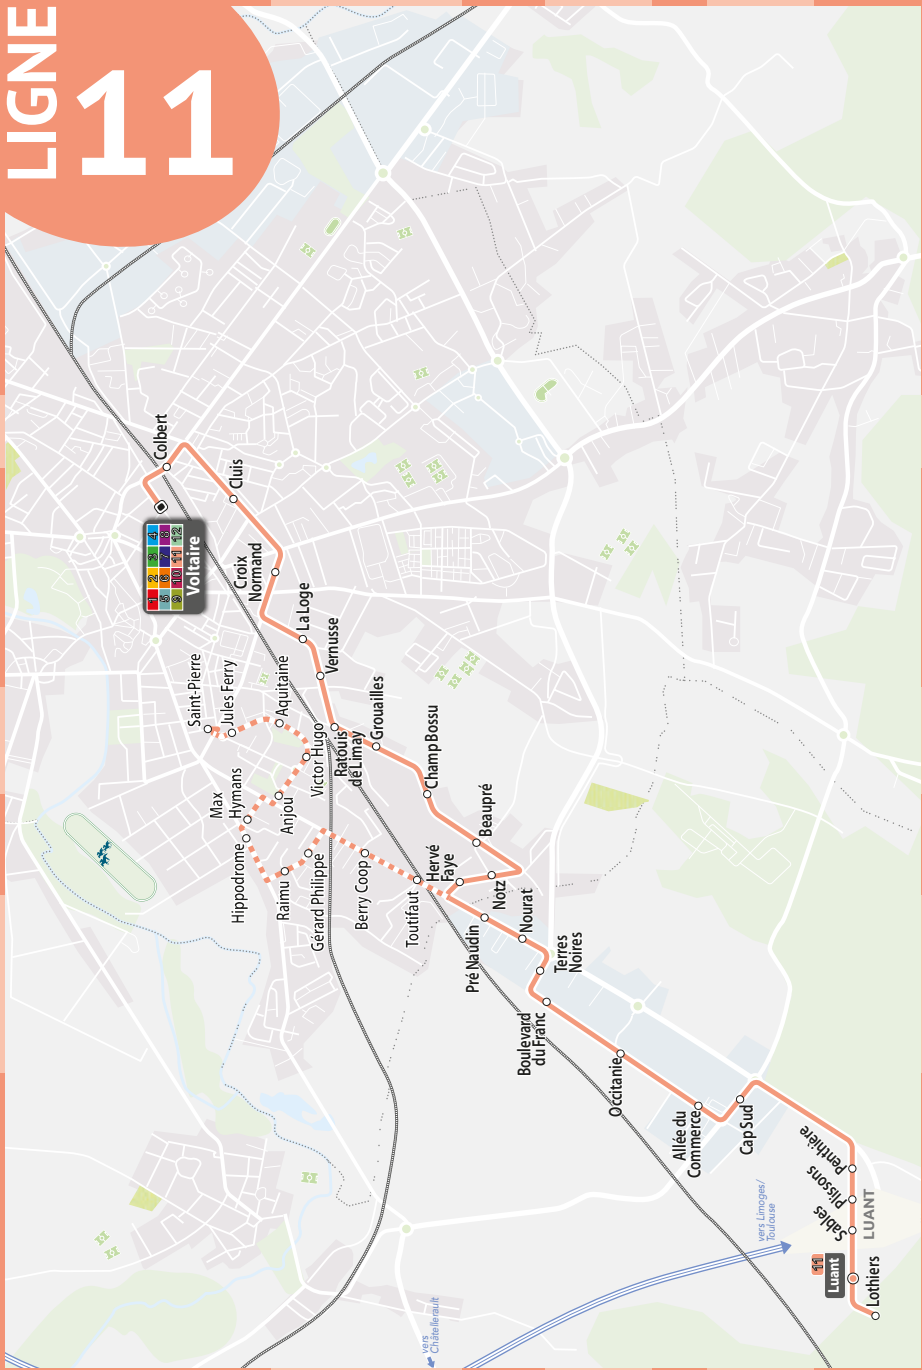 LIGNE
11
Colbert
1 2 3 4
5 6 7 8
9 10 11 12
Voltaire
Cluis
Croix
Normand
La Loge
Vernusse
Saint-Pierre
Jules Ferry
Aquitaine
Victor Hugo
Ratouis
de Limay
Grouailles
Champ Bossu
Max
Hymans
Anjou
Hippodrome
Raimu
Gérard Philippe
Berry Coop
Toutifaut
Hervé
Faye
Beaupré
Notz
Nourat
Pré Naudin
Terres
Noires
Boulevard
du Franc
Occitanie
Allée du
Commerce
Cap Sud
Penthière
Plissons
Sables
LUANT
11
Luant
Lothiers
vers Limoges/
Toulouse
vers
Châtellerault